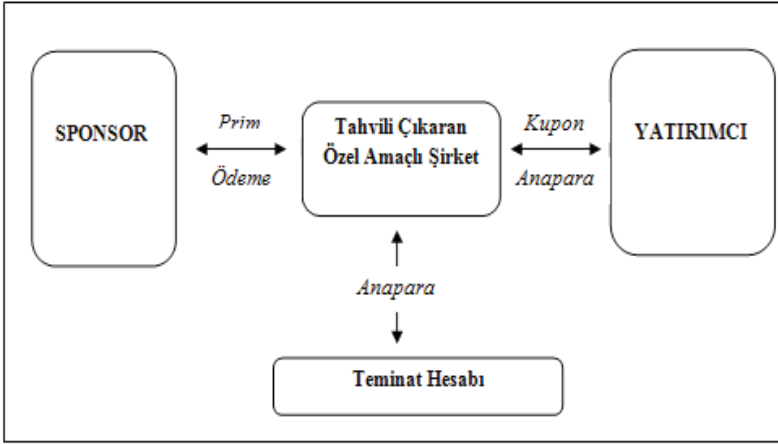 SPONSOR
Prim
Ödeme
Tahvili Çıkaran
Özel Amaçlı Şirket
Kupon
Anapara
YATIRIMCI
Anapara
Teminat Hesabı